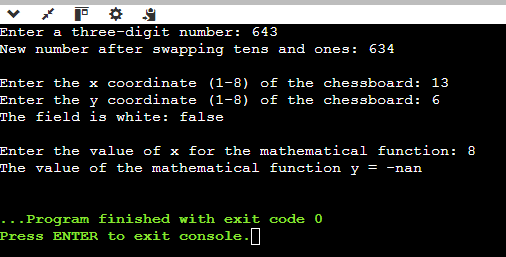 Enter a three-digit number: 643
New number after swapping tens and ones: 634
Enter the x coordinate (1-8) of the chessboard: 13
Enter the y coordinate (1-8) of the chessboard: 6
The field is white: false
Enter the value of x for the mathematical function: 8
The value of the mathematical function y = -nan
...Program finished with exit code 0
Press ENTER to exit console.